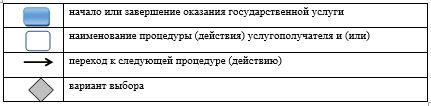 начало или завершение оказания государственной услуги
наименование процедуры (действия) услугополучателя и (или)
переход к следующей процедуре (действию)
вариант выбора